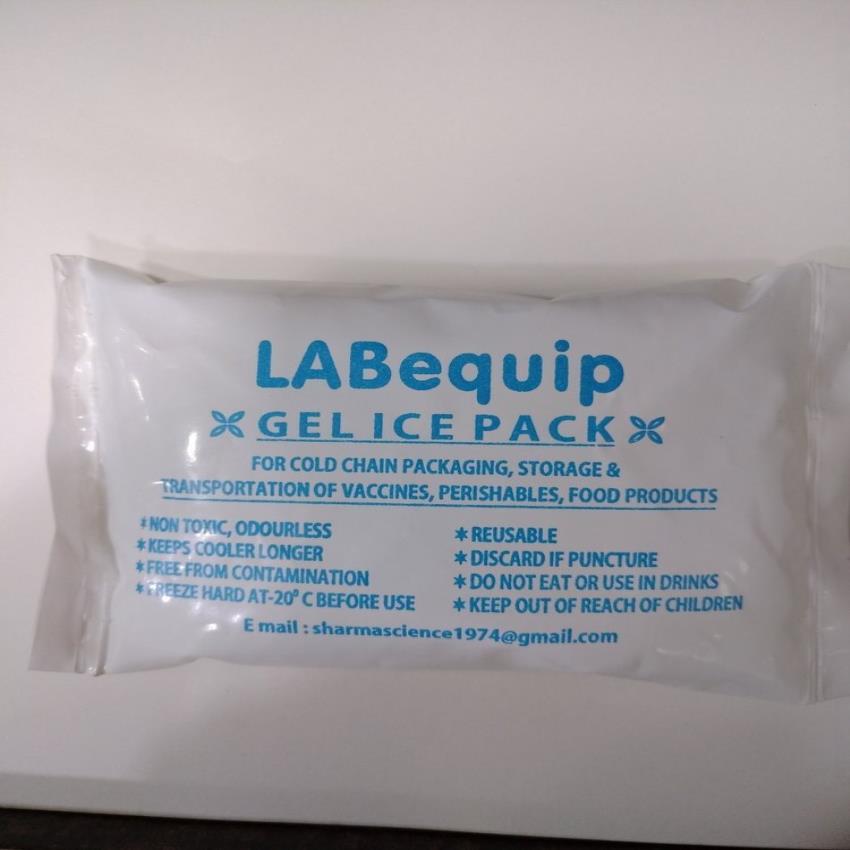 LABequip
GEL ICE PACK
FOR COLD CHAIN PACKAGING, STORAGE &
TRANSPORTATION OF VACCINES, PERISHABLES, FOOD PRODUCTS
*NON TOXIC, ODOURLESS
*KEEPS COOLER LONGER
*FREE FROM CONTAMINATION
*FREEZE HARD AT-20⁰ C BEFORE USE
*REUSABLE
*DISCARD IF PUNCTURE
*DO NOT EAT OR USE IN DRINKS
*KEEP OUT OF REACH OF CHILDREN
E mail : sharmascience1974@gmail.com